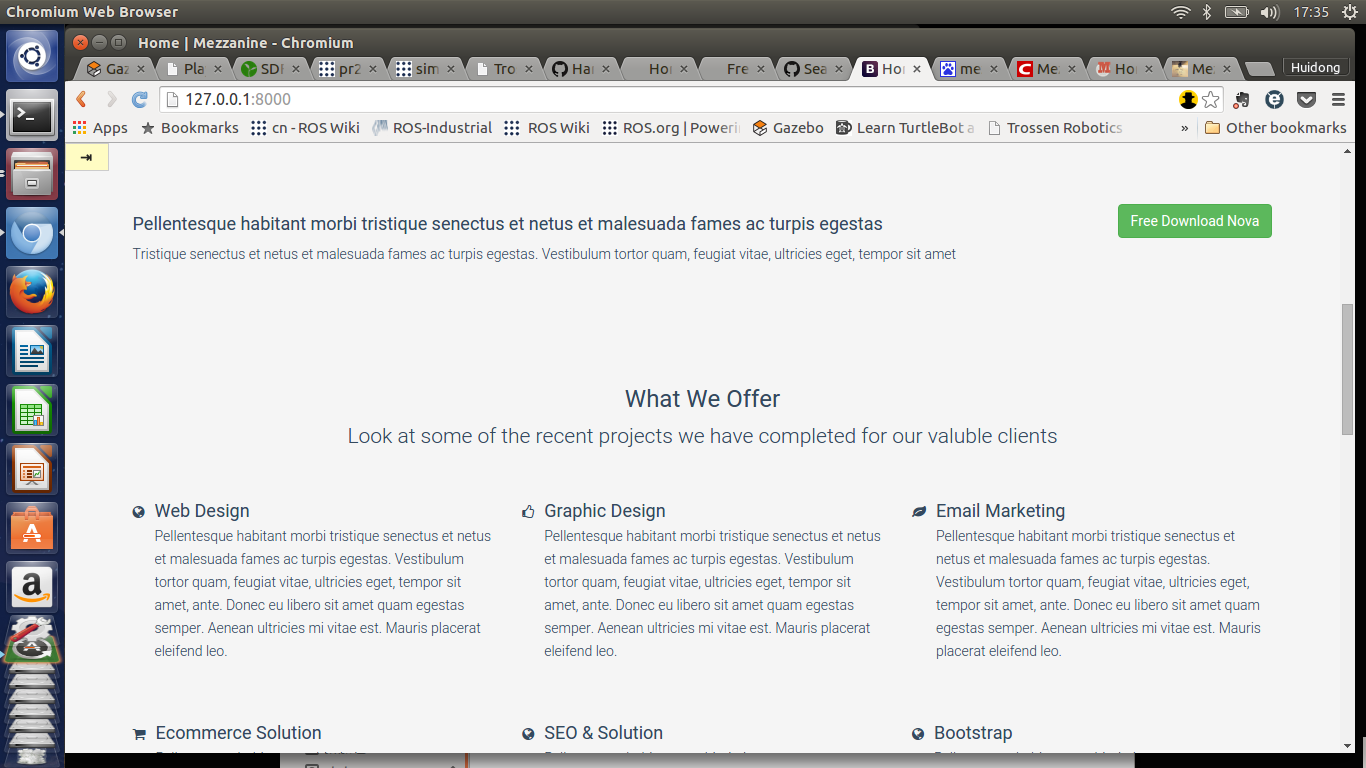 Chromium Web Browser
17:35
Home | Mezzanine - Chromium
Gaz
Pla
SDF
pr2
sim
Tro
Hor
Fre
Sea
Hor
me
Me
Hor
Me
Huidong
127.0.0.1:8000
Apps
Bookmarks
cn - ROS Wiki
ROS-Industrial
ROS Wiki
ROS.org | Powerin
Gazebo
Learn TurtleBot a
Trossen Robotics
»
Other bookmarks
Pellentesque habitant morbi tristique senectus et netus et malesuada fames ac turpis egestas
Free Download Nova
Tristique senectus et netus et malesuada fames ac turpis egestas. Vestibulum tortor quam, feugiat vitae, ultricies eget, tempor sit amet
What We Offer
Look at some of the recent projects we have completed for our valuble clients
Web Design
Pellentesque habitant morbi tristique senectus et netus
et malesuada fames ac turpis egestas. Vestibulum
tortor quam, feugiat vitae, ultricies eget, tempor sit
amet, ante. Donec eu libero sit amet quam egestas
semper. Aenean ultricies mi vitae est. Mauris placerat
eleifend leo.
Graphic Design
Pellentesque habitant morbi tristique senectus et netus
et malesuada fames ac turpis egestas. Vestibulum
tortor quam, feugiat vitae, ultricies eget, tempor sit
amet, ante. Donec eu libero sit amet quam egestas
semper. Aenean ultricies mi vitae est. Mauris placerat
eleifend leo.
Email Marketing
Pellentesque habitant morbi tristique senectus et
netus et malesuada fames ac turpis egestas.
Vestibulum tortor quam, feugiat vitae, ultricies eget,
tempor sit amet, ante. Donec eu libero sit amet quam
egestas semper. Aenean ultricies mi vitae est. Mauris
placerat eleifend leo.
Ecommerce Solution
SEO & Solution
Bootstrap